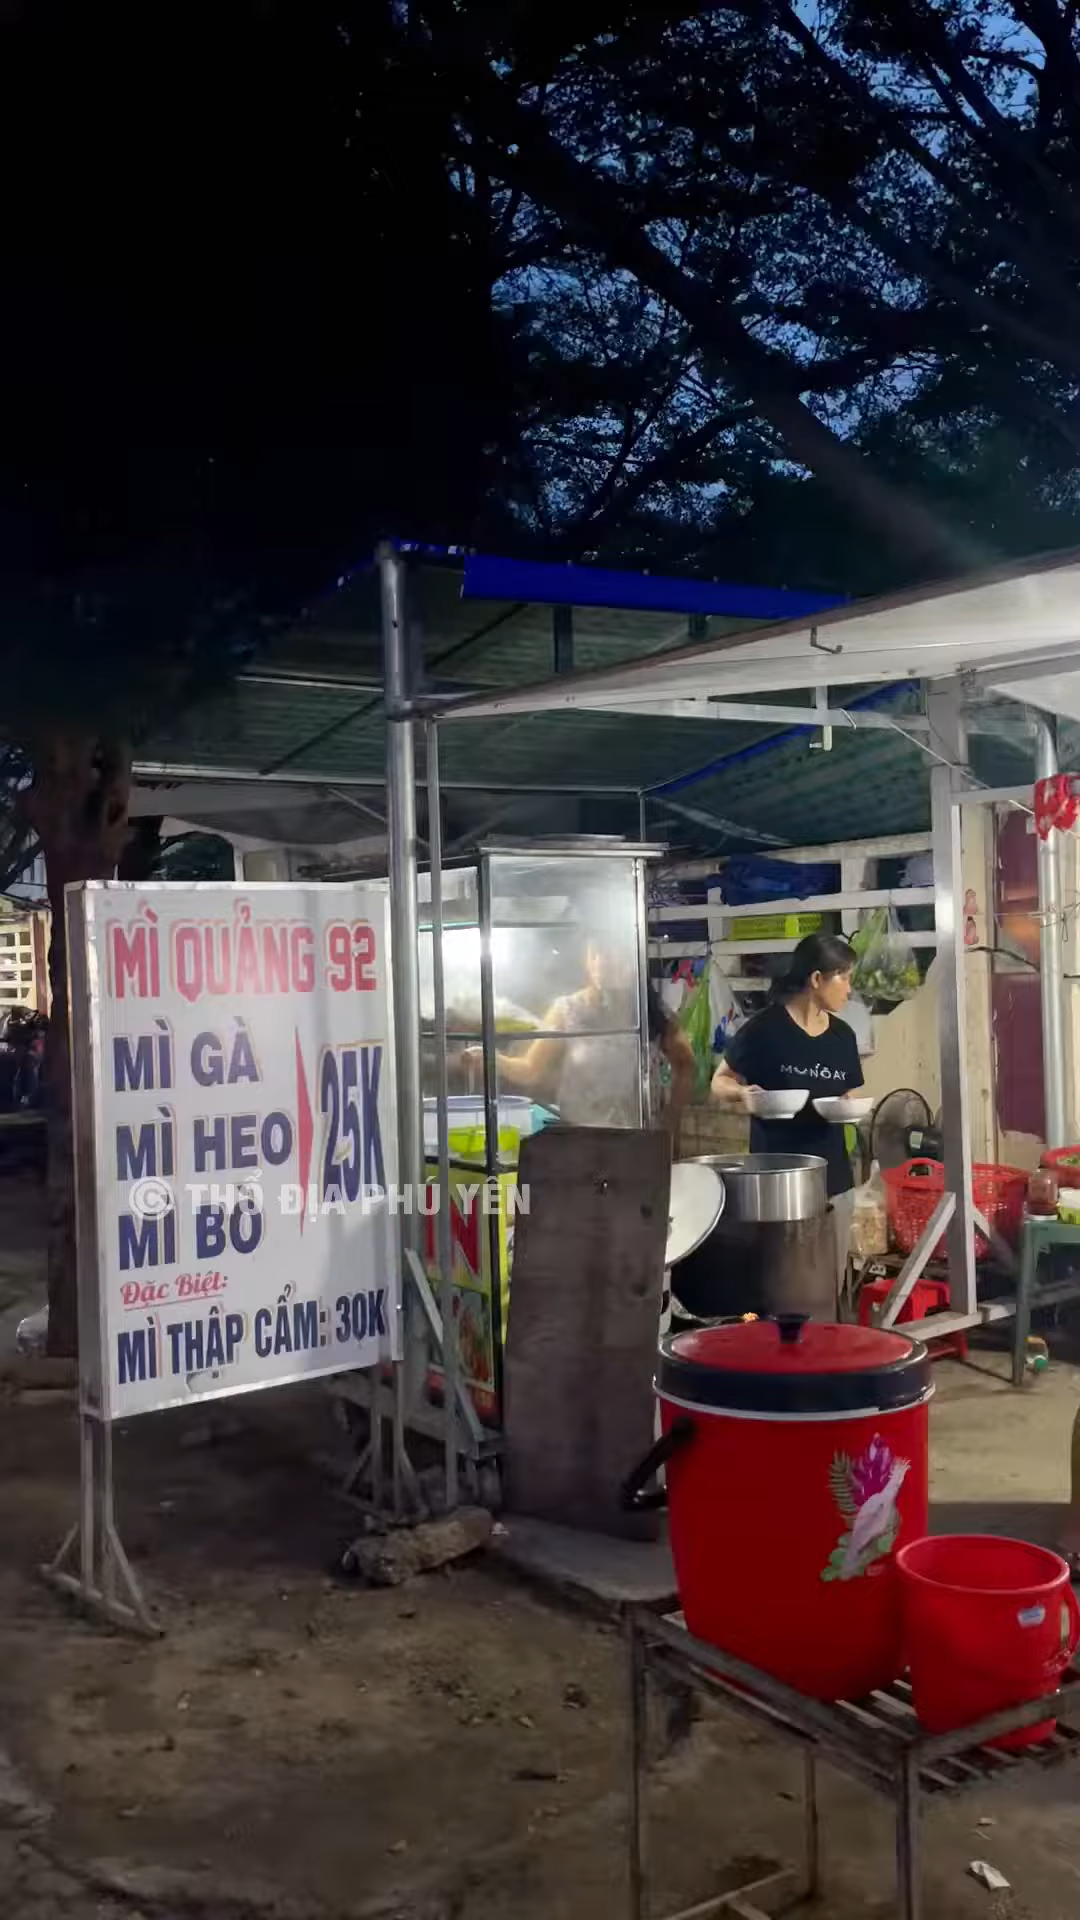 MÌ QUẢNG 92
MÌ GÀ
MÌ HEO
25K
MÌ BÒ
Đặc Biệt:
MÌ THẬP CẨM: 30K
© THỔ ĐỊA PHÚ YÊN
MONDAY